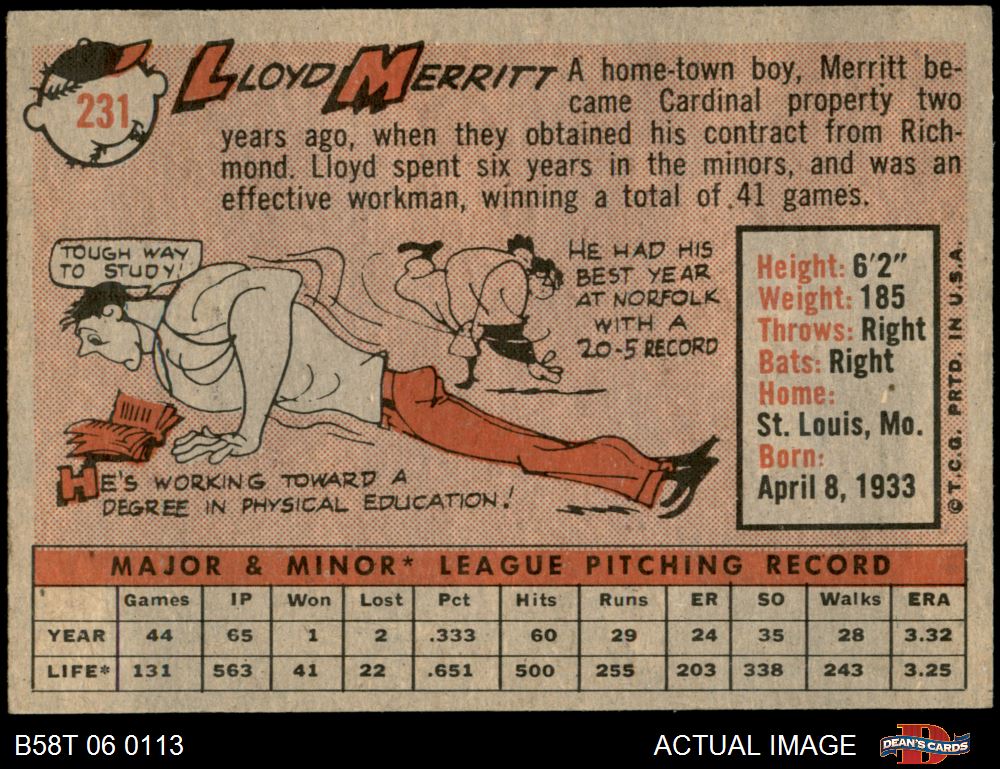 231
LLOYD MERRITT A home-town boy, Merritt be-
came Cardinal property two
years ago, when they obtained his contract from Rich-
mond. Lloyd spent six years in the minors, and was an
effective workman, winning a total of 41 games.
TOUGH WAY
TO STUDY!
HE HAD HIS
BEST YEAR
AT NORFOLK
WITH A
20-5 RECORD
HE'S WORKING TOWARD A
DEGREE IN PHYSICAL EDUCATION!
Height: 6'2"
Weight: 185
Throws: Right
Bats: Right
Home:
St. Louis, Mo.
Born:
April 8, 1933
© T.C.G. PRTD. IN U.S.A.
MAJOR & MINOR* LEAGUE PITCHING RECORD
Games IP Won Lost Pct Hits Runs ER SO Walks ERA
YEAR 44 65 1 2 .333 60 29 24 35 28 3.32
LIFE* 131 563 41 22 .651 500 255 203 338 243 3.25
B58T 06 0113
ACTUAL IMAGE
DEAN'S CARDS